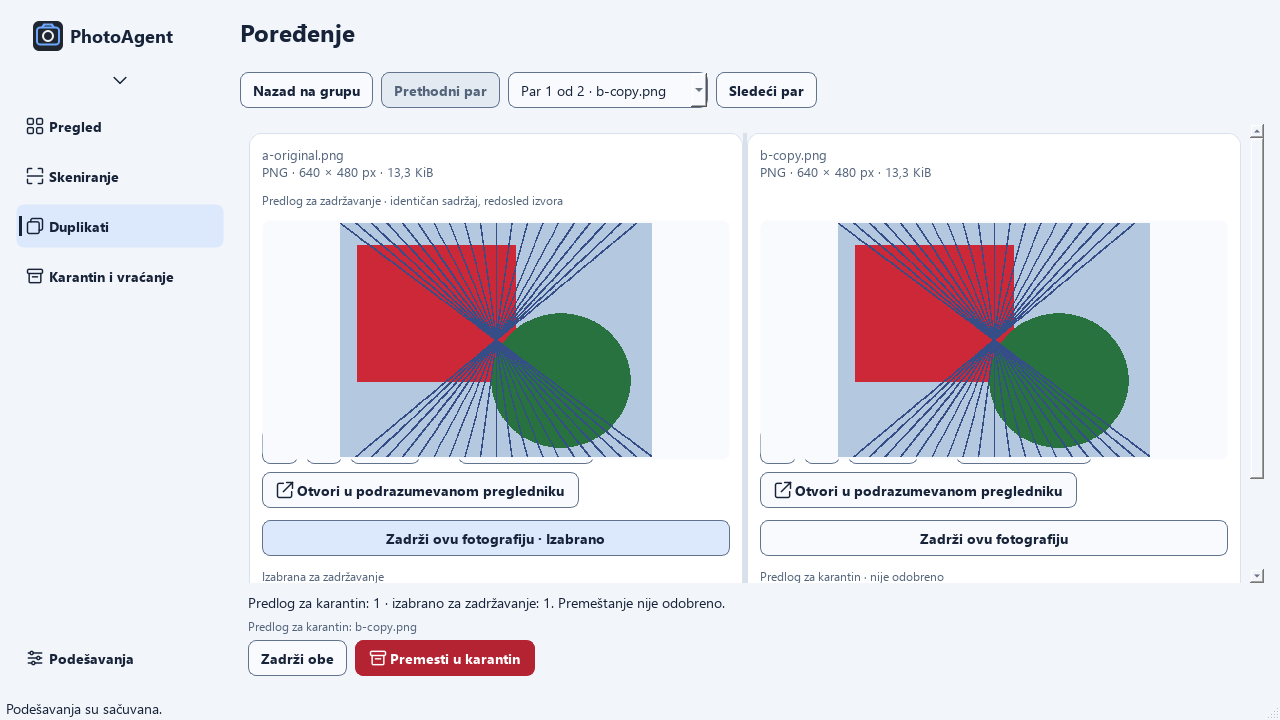 PhotoAgent
Poređenje
Nazad na grupu
Prethodni par
Par 1 od 2 · b-copy.png
Sledeći par
Pregled
Skeniranje
Duplikati
Karantin i vraćanje
a-original.png
PNG · 640 × 480 px · 13,3 KiB
Predlog za zadržavanje · identičan sadržaj, redosled izvora
Otvori u podrazumevanom pregledniku
Zadrži ovu fotografiju · Izabrano
Izabrana za zadržavanje
b-copy.png
PNG · 640 × 480 px · 13,3 KiB
Otvori u podrazumevanom pregledniku
Zadrži ovu fotografiju
Predlog za karantin · nije odobreno
Predlog za karantin: 1 · izabrano za zadržavanje: 1. Premeštanje nije odobreno.
Predlog za karantin: b-copy.png
Zadrži obe
Premesti u karantin
Podešavanja
Podešavanja su sačuvana.